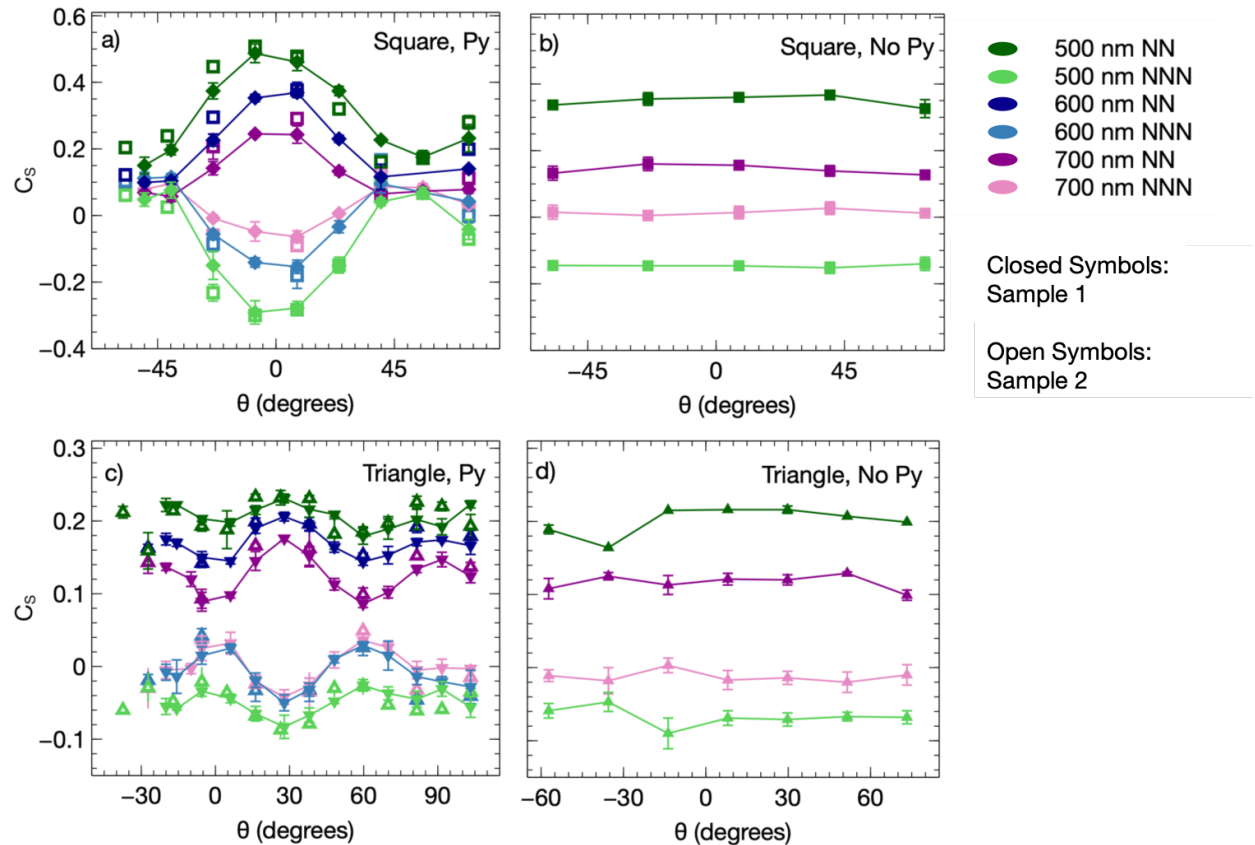 a)
Square, Py
0.6
0.4
0.2
0
−0.2
−0.4
Cs
−45
0
45
θ (degrees)
b)
Square, No Py
−45
0
45
θ (degrees)
500 nm NN
500 nm NNN
600 nm NN
600 nm NNN
700 nm NN
700 nm NNN
Closed Symbols:
Sample 1
Open Symbols:
Sample 2
c)
Triangle, Py
0.3
0.2
0.1
0
−0.1
Cs
−30
0
30
60
90
θ (degrees)
d)
Triangle, No Py
−60
−30
0
30
60
θ (degrees)